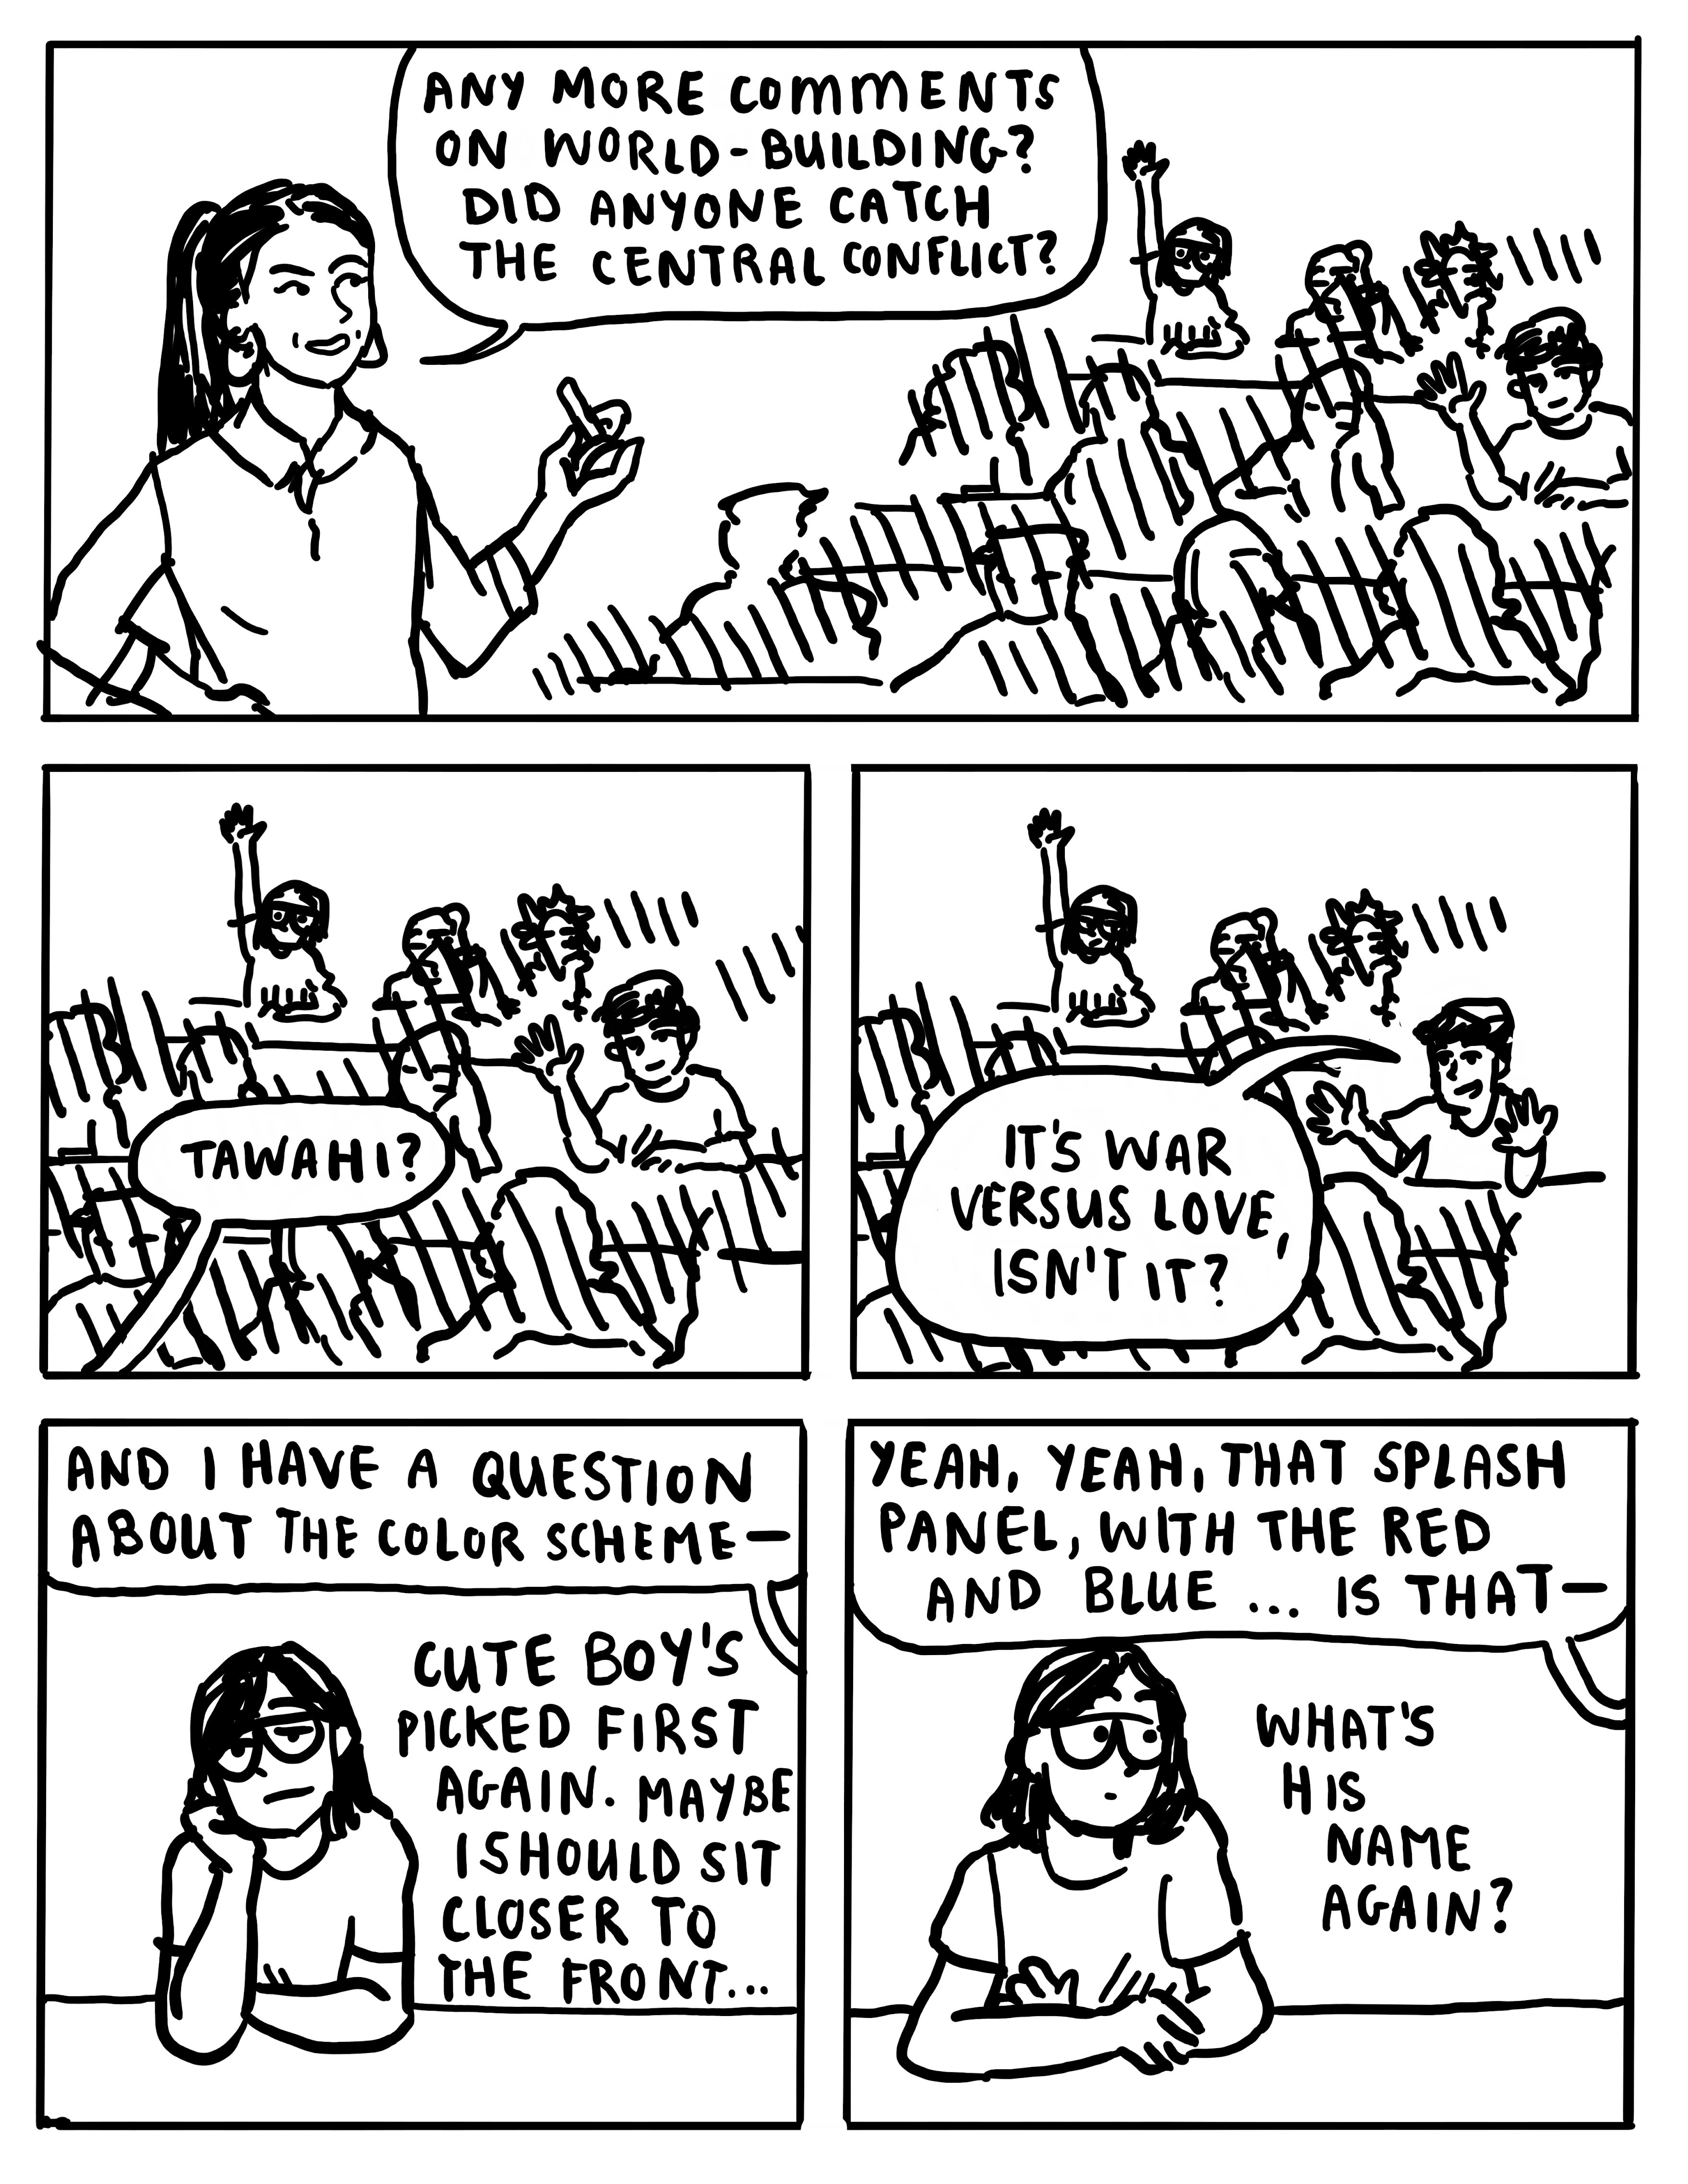 ANY MORE COMMENTS
ON WORLD-BUILDING?
DID ANYONE CATCH
THE CENTRAL CONFLICT?
TAWAHI?
IT'S WAR
VERSUS LOVE,
ISN'T IT?
AND I HAVE A QUESTION
ABOUT THE COLOR SCHEME—
CUTE BOY'S
PICKED FIRST
AGAIN. MAYBE
I SHOULD SIT
CLOSER TO
THE FRONT...
YEAH, YEAH, THAT SPLASH
PANEL, WITH THE RED
AND BLUE ... IS THAT—
WHAT'S
HIS
NAME
AGAIN?